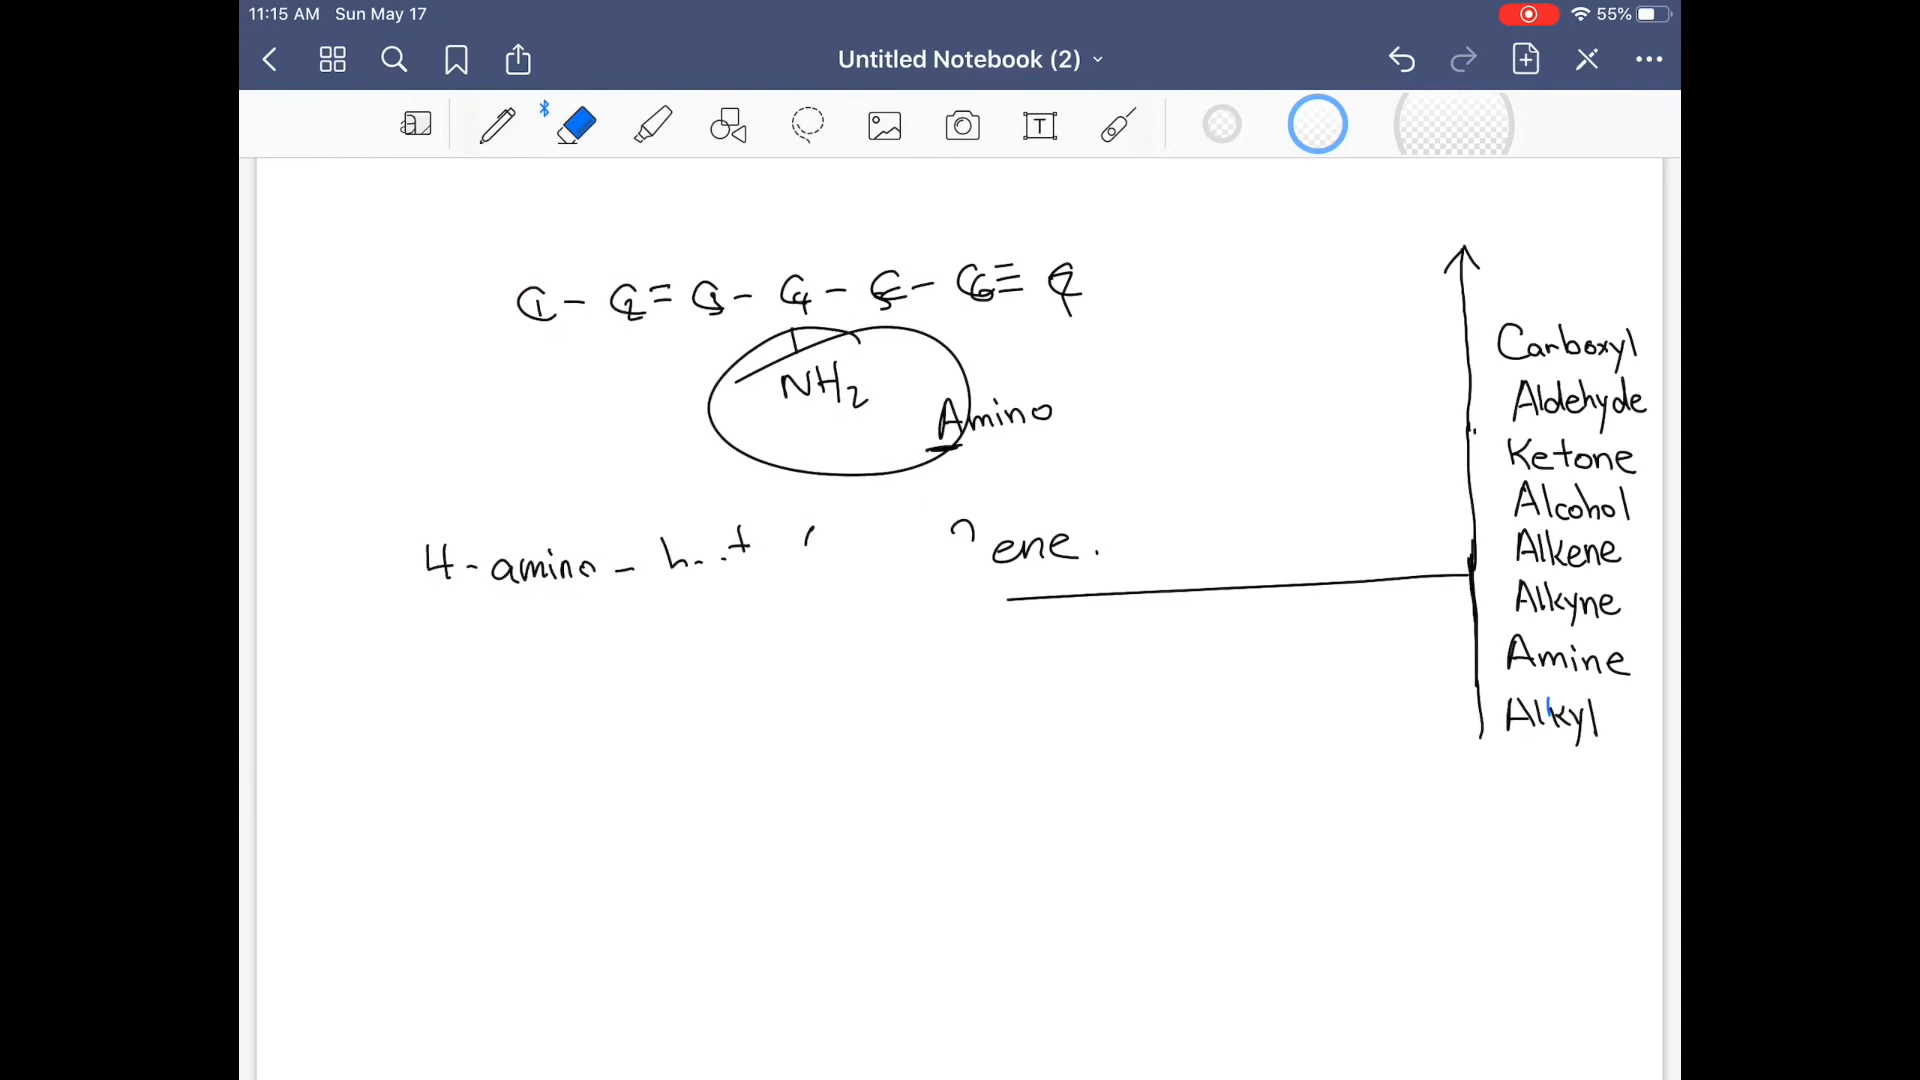 11:15 AM Sun May 17
55%
Untitled Notebook (2)
C1 - C2 = C3 - C4 - C5 - C6 ≡ C7
NH2
Amino
4-amino- ene.
Carboxyl
Aldehyde
Ketone
Alcohol
Alkene
Alkyne
Amine
Alkyl